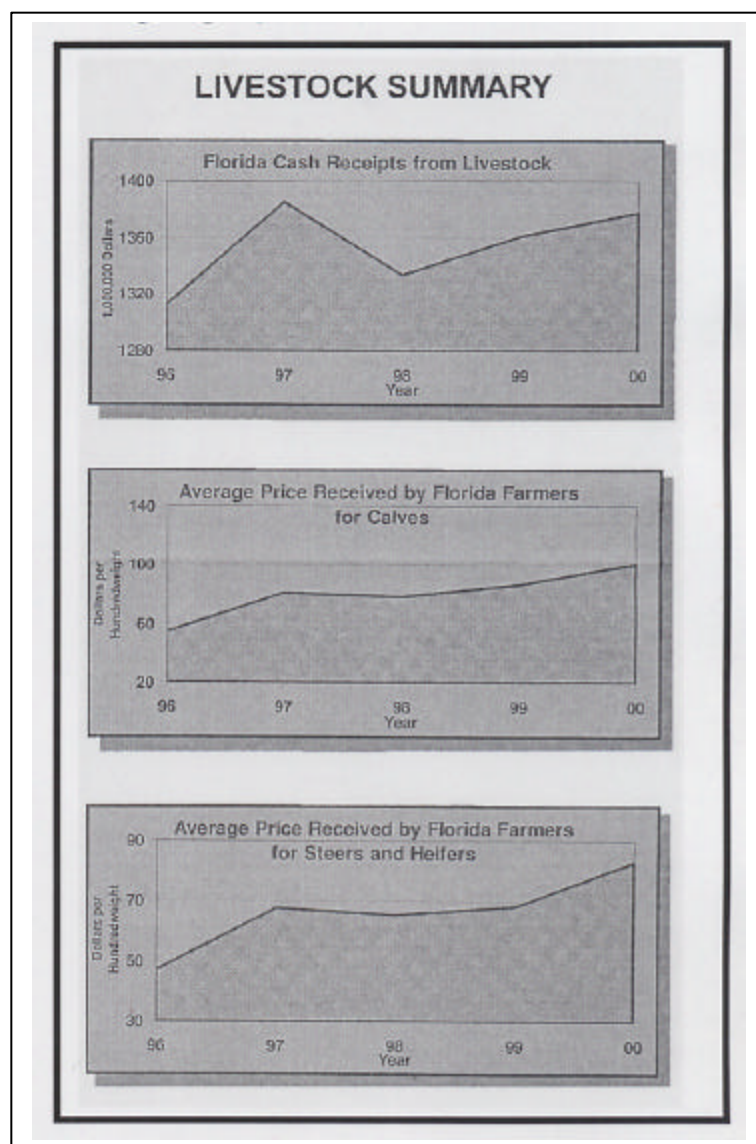 LIVESTOCK SUMMARY
Florida Cash Receipts from Livestock
1,000,000 Dollars
1400
1360
1320
1280
96
97
98
99
00
Year
Average Price Received by Florida Farmers
for Calves
Dollars per
Hundredweight
140
100
60
20
96
97
98
99
00
Year
Average Price Received by Florida Farmers
for Steers and Heifers
Dollars per
Hundredweight
90
70
50
30
96
97
98
99
00
Year